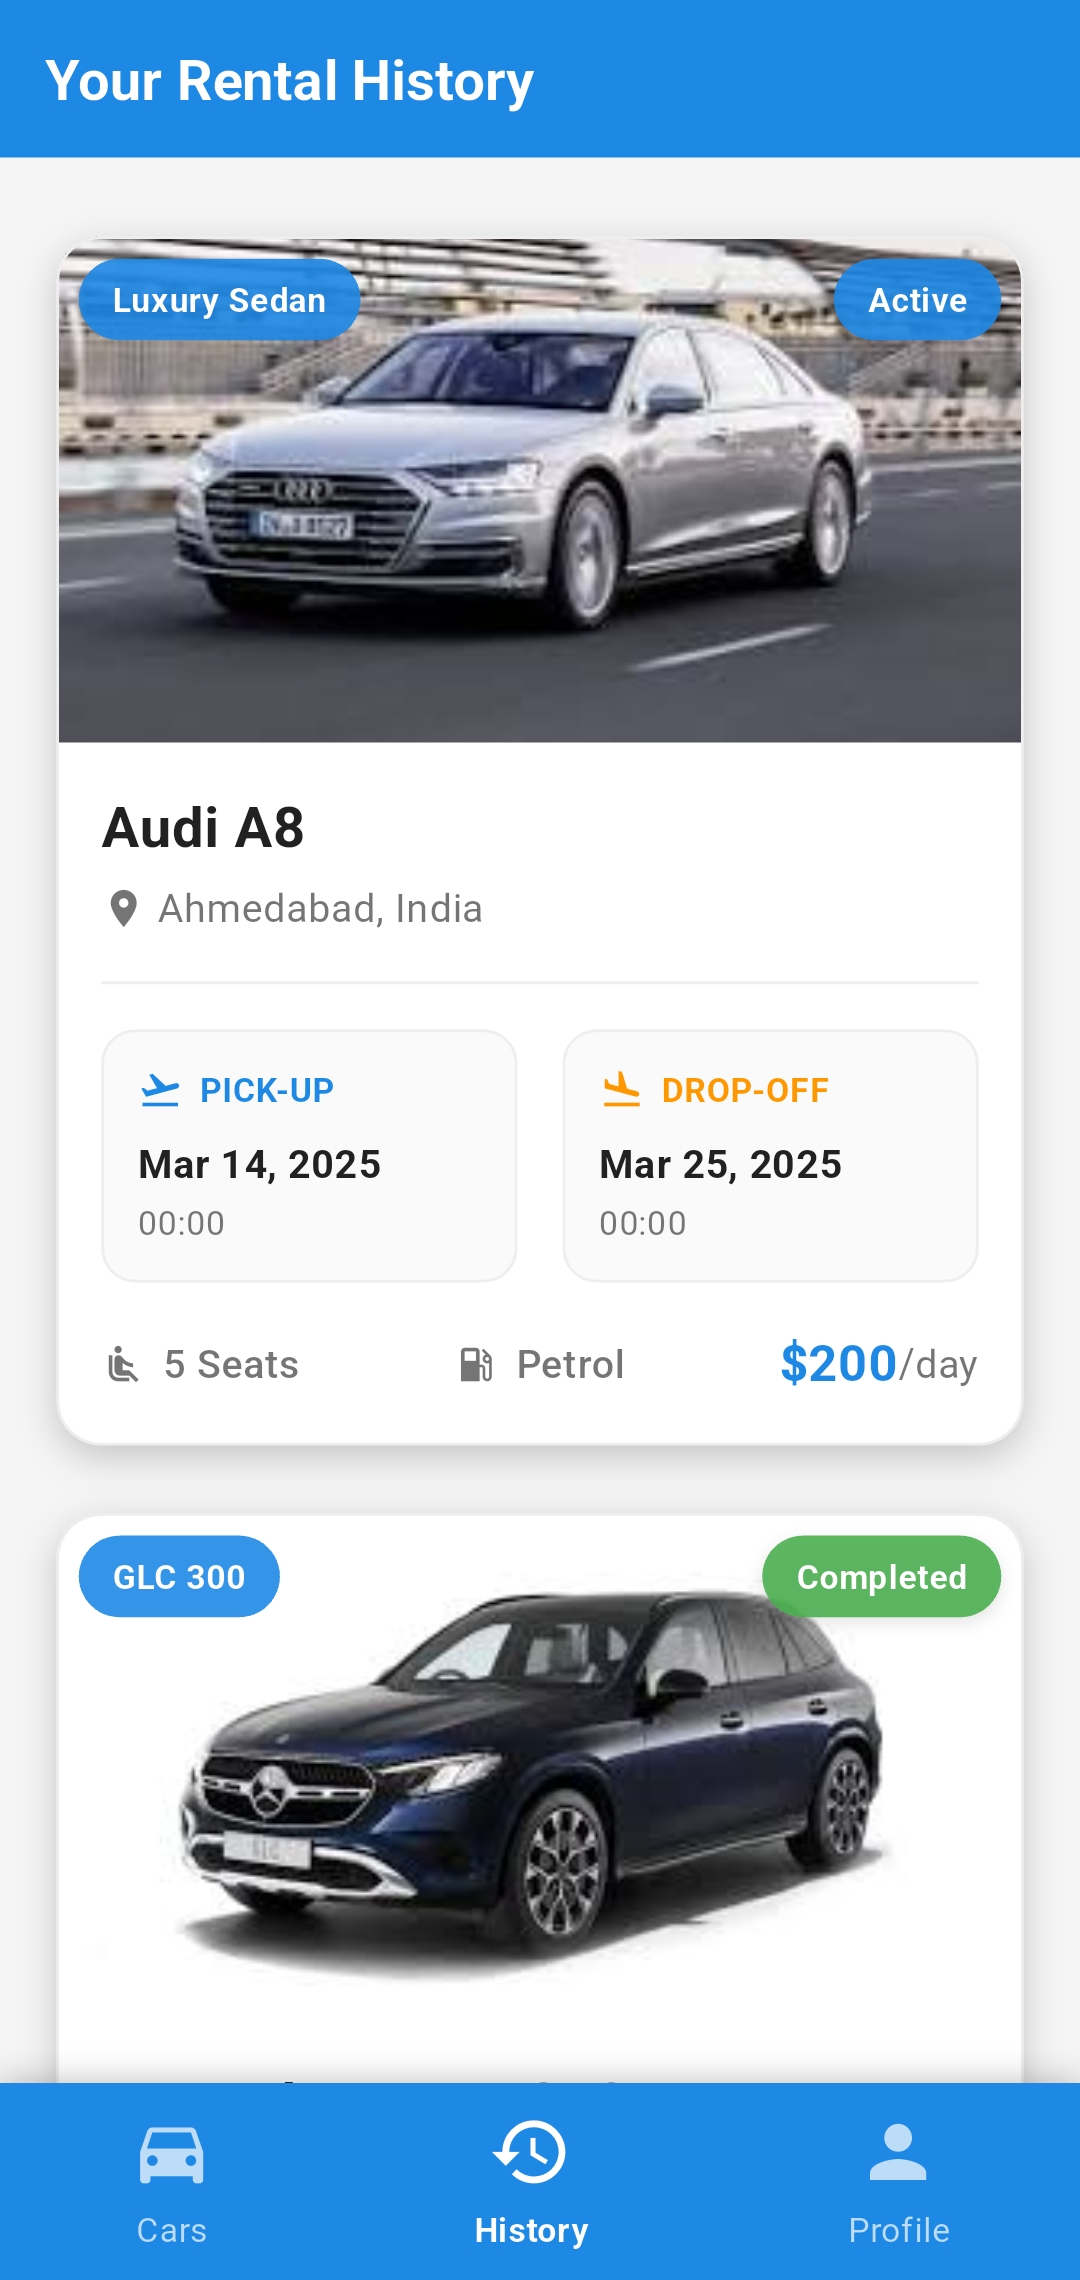 Your Rental History
Luxury Sedan
Active
Audi A8
Ahmedabad, India
PICK-UP
Mar 14, 2025
00:00
DROP-OFF
Mar 25, 2025
00:00
5 Seats
Petrol
$200/day
GLC 300
Completed
Cars
History
Profile